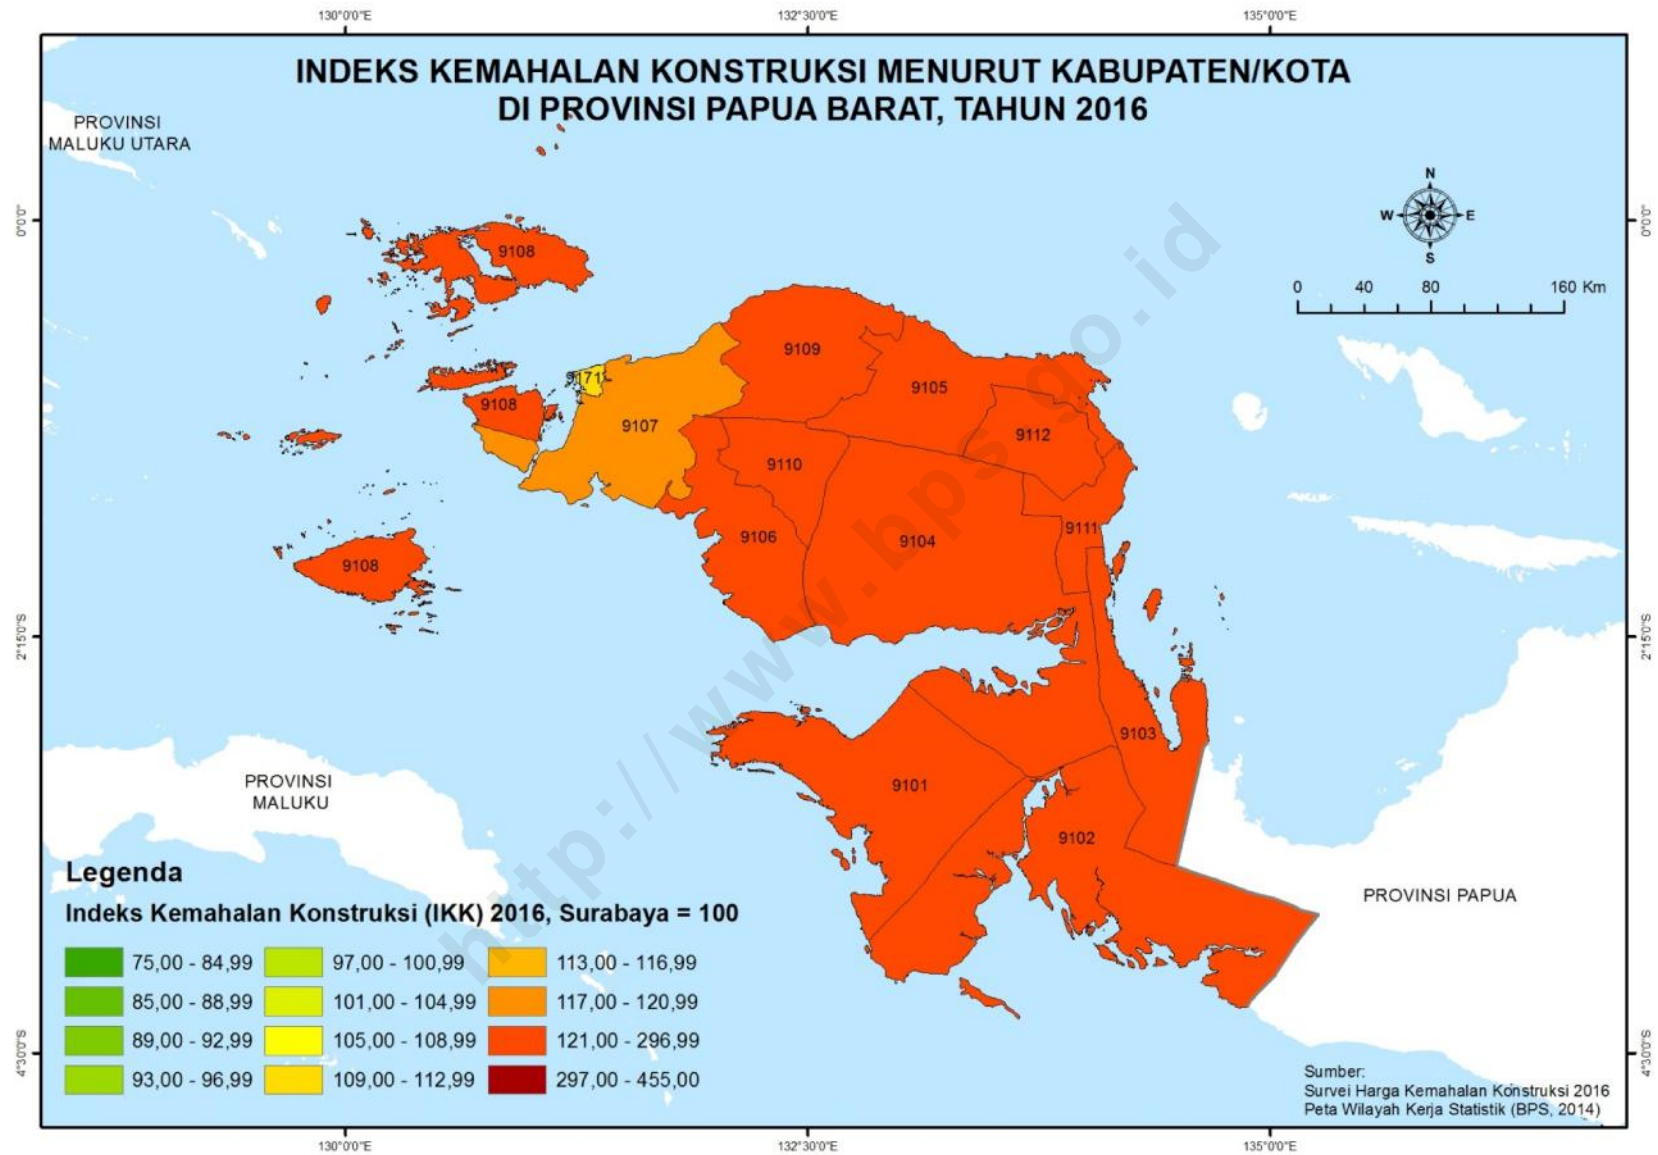 130°0'0"E 132°30'0"E 135°0'0"E
INDEKS KEMAHALAN KONSTRUKSI MENURUT KABUPATEN/KOTA
DI PROVINSI PAPUA BARAT, TAHUN 2016
PROVINSI
MALUKU UTARA
N
W E
S
0°0'0" 0°0'0"
0 40 80 160 Km
9108
9109
9171
9105
9108
9107
9112
9110
9111
9106
9104
9108
2°15'0"S 2°15'0"S
9103
PROVINSI
MALUKU
9101
9102
PROVINSI PAPUA
http://www.bps.go.id
Legenda
Indeks Kemahalan Konstruksi (IKK) 2016, Surabaya = 100
75,00 - 84,99 97,00 - 100,99 113,00 - 116,99
85,00 - 88,99 101,00 - 104,99 117,00 - 120,99
89,00 - 92,99 105,00 - 108,99 121,00 - 296,99
93,00 - 96,99 109,00 - 112,99 297,00 - 455,00
4°30'0"S 4°30'0"S
Sumber:
Survei Harga Kemahalan Konstruksi 2016
Peta Wilayah Kerja Statistik (BPS, 2014)
130°0'0"E 132°30'0"E 135°0'0"E